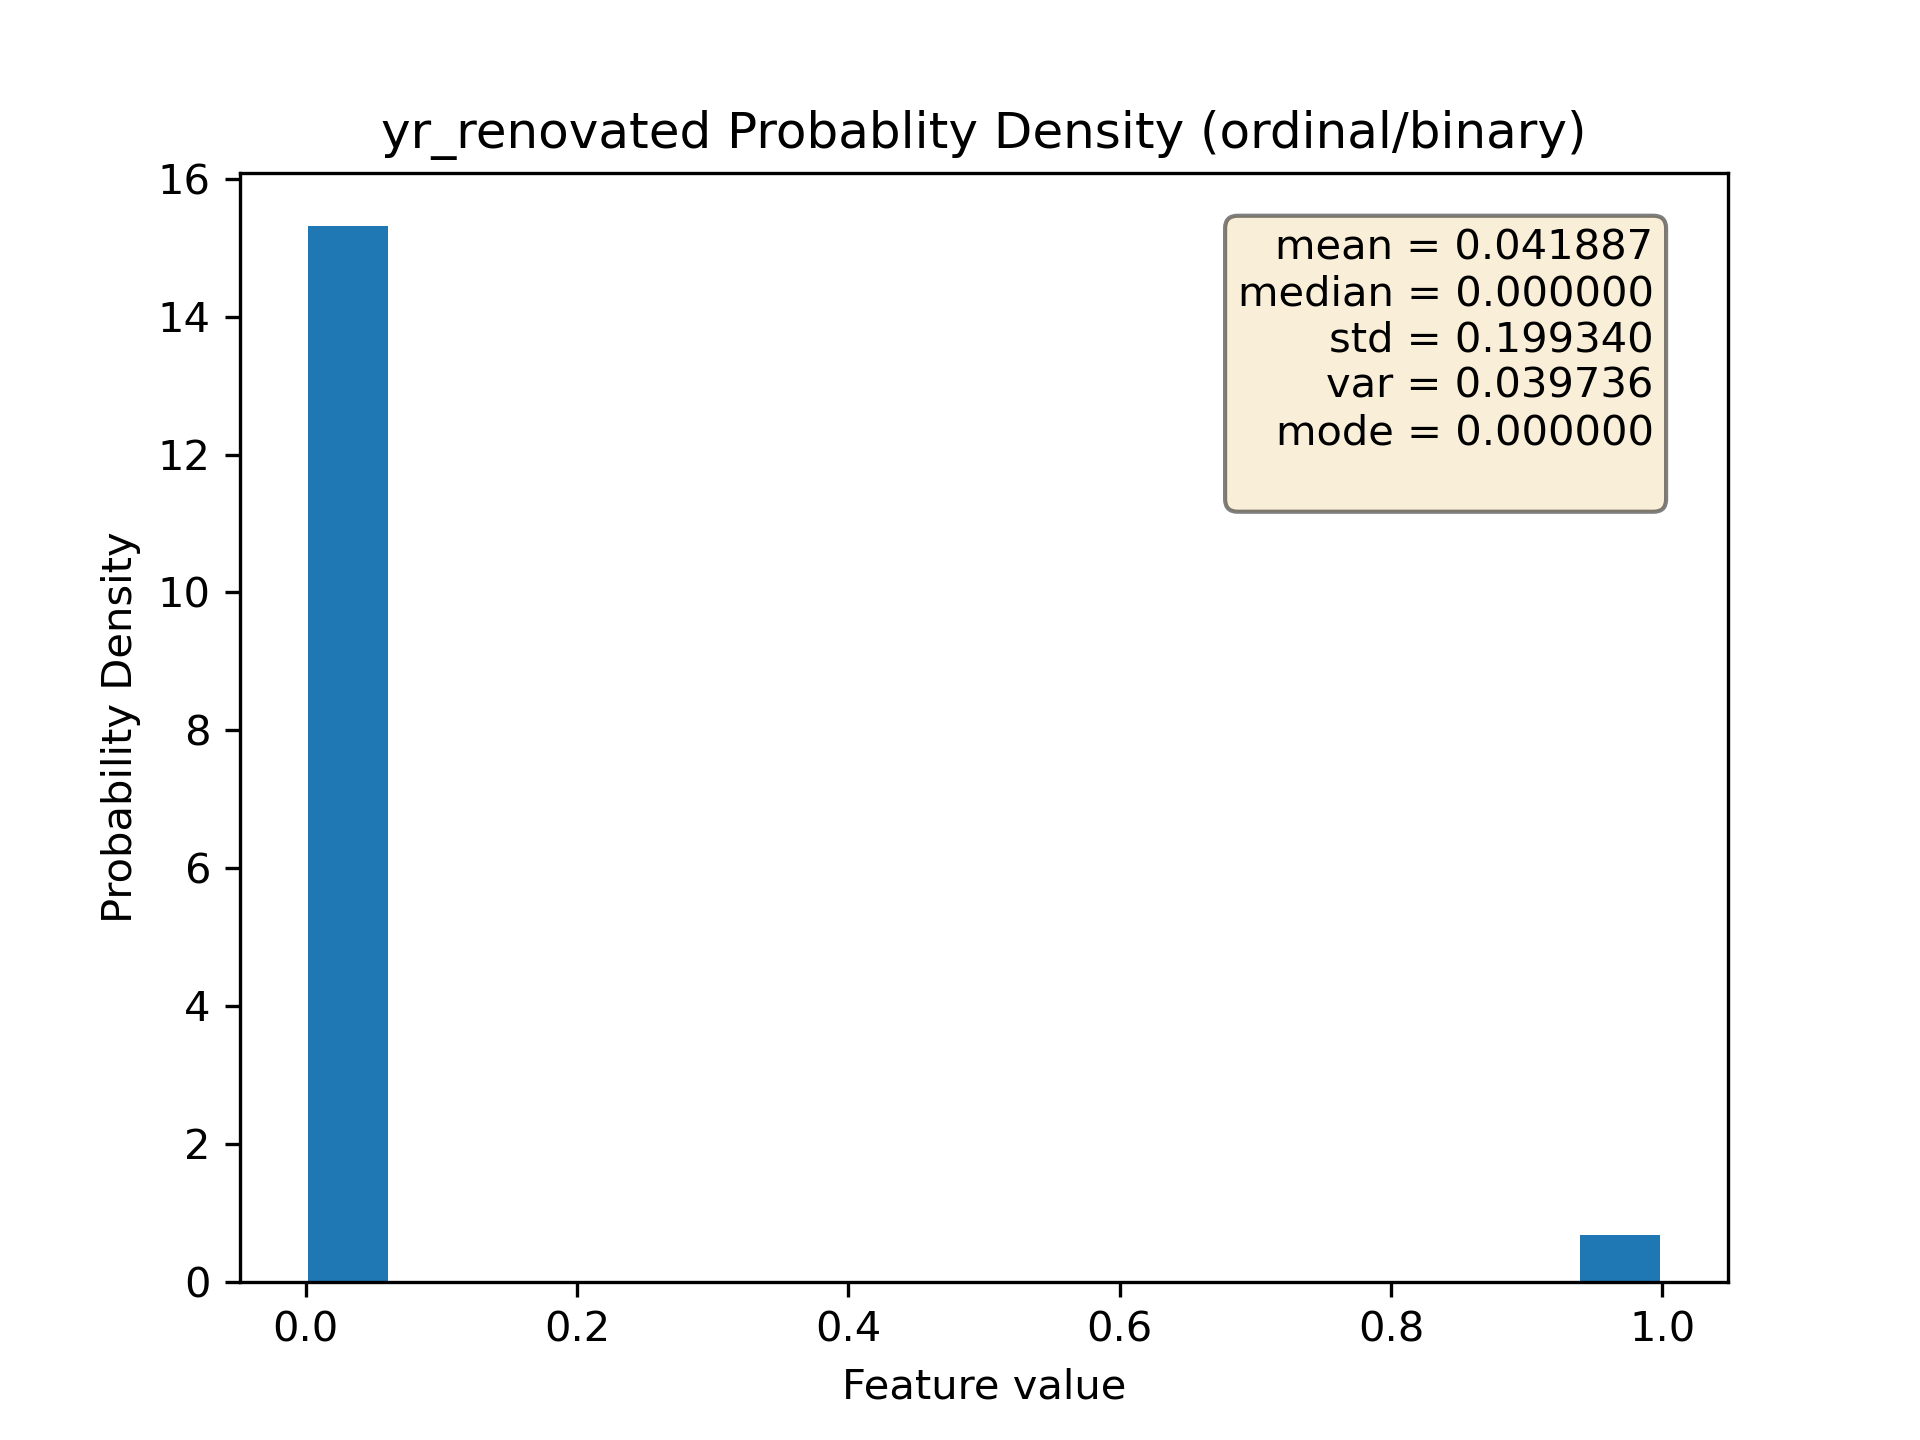 yr_renovated Probablity Density (ordinal/binary)
16
14
12
10
8
6
4
2
0
Probability Density
mean = 0.041887
median = 0.000000
std = 0.199340
var = 0.039736
mode = 0.000000
0.0 0.2 0.4 0.6 0.8 1.0
Feature value